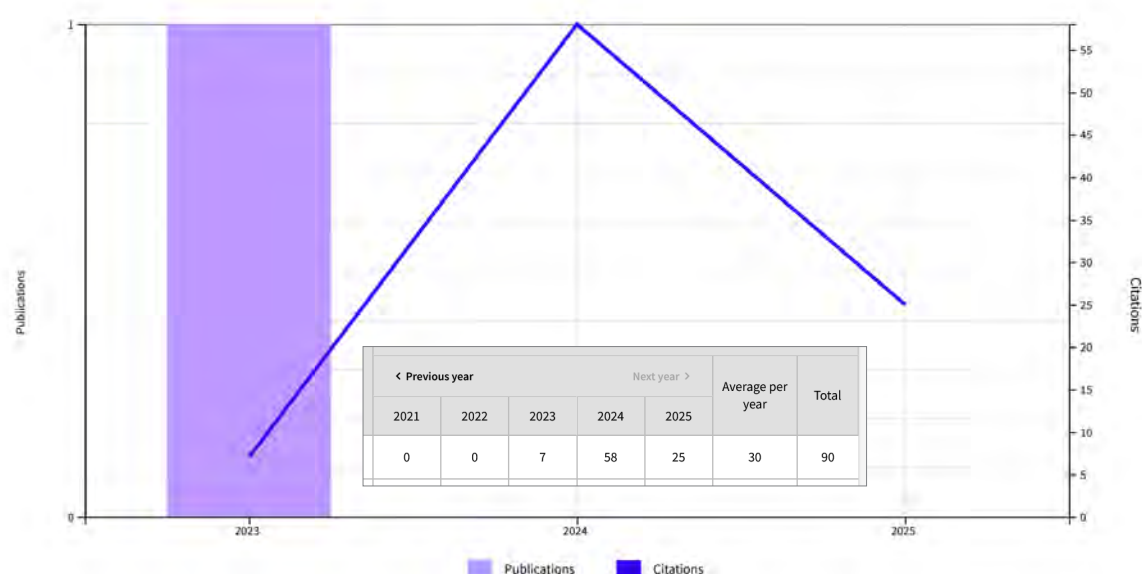 1
55
50
45
40
35
30
25
20
15
10
5
0
0
Publications
Citations
< Previous year
Next year >
Average per year
Total
2021 2022 2023 2024 2025
0 0 7 58 25 30 90
2023 2024 2025
Publications Citations